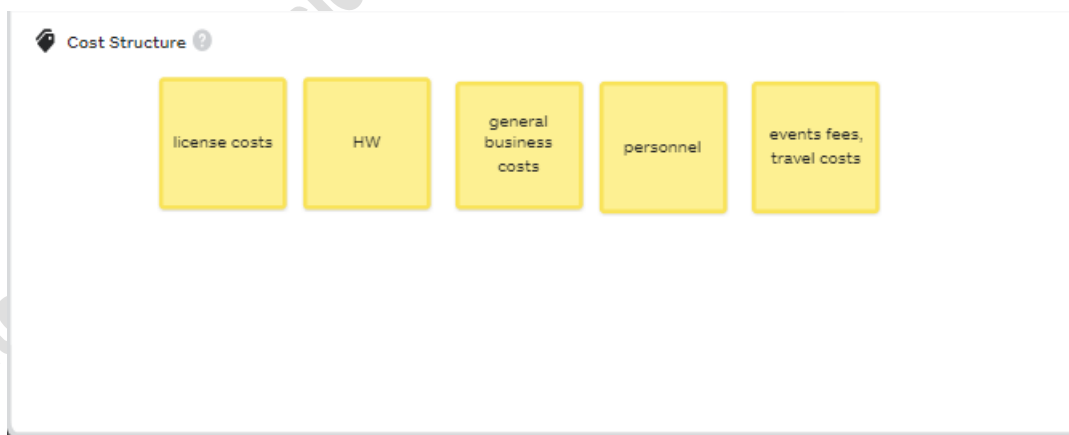 Cost Structure ?
license costs
HW
general
business
costs
personnel
events fees,
travel costs